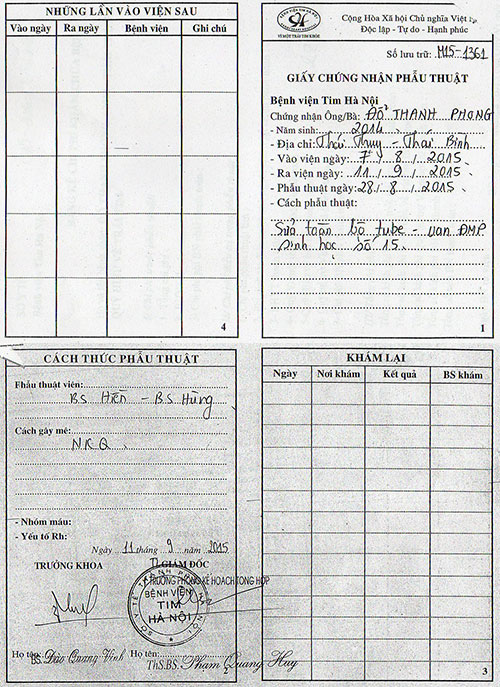 NHỮNG LẦN VÀO VIỆN SAU
Vào ngày Ra ngày Bệnh viện Ghi chú
4
VÌ MỘT TRÁI TIM KHỎE
Cộng Hòa Xã hội Chủ nghĩa Việt
Độc lập - Tự do - Hạnh phúc
Số lưu trữ: M15-1361
GIẤY CHỨNG NHẬN PHẪU THUẬT
Bệnh viện Tim Hà Nội
Chứng nhận Ông/Bà: ĐỖ THANH PHONG
- Năm sinh: 2014
- Địa chỉ: Thái Thụy - Thái Bình
- Vào viện ngày: 7 / 8 / 2015
- Ra viện ngày: 11 / 9 / 2015
- Phẫu thuật ngày: 28 / 8 / 2015
- Cách phẫu thuật:
Sửa toàn bộ tube - van ĐMP
sinh học số 15
1
CÁCH THỨC PHẪU THUẬT
Phẫu thuật viên:
BS HIỀN - BS Hùng
Cách gây mê:
NKQ
- Nhóm máu:
- Yếu tố Rh:
Ngày 11 tháng 9 năm 2015
TRƯỞNG KHOA TL GIÁM ĐỐC
TRƯỞNG PHÒNG KẾ HOẠCH TỔNG HỢP
BỆNH VIỆN
TIM
HÀ NỘI
Họ tên: BS. Đào Quang Vinh Họ tên: ThS.BS. Phạm Quang Huy
2
KHÁM LẠI
Ngày Nơi khám Kết quả BS khám
3